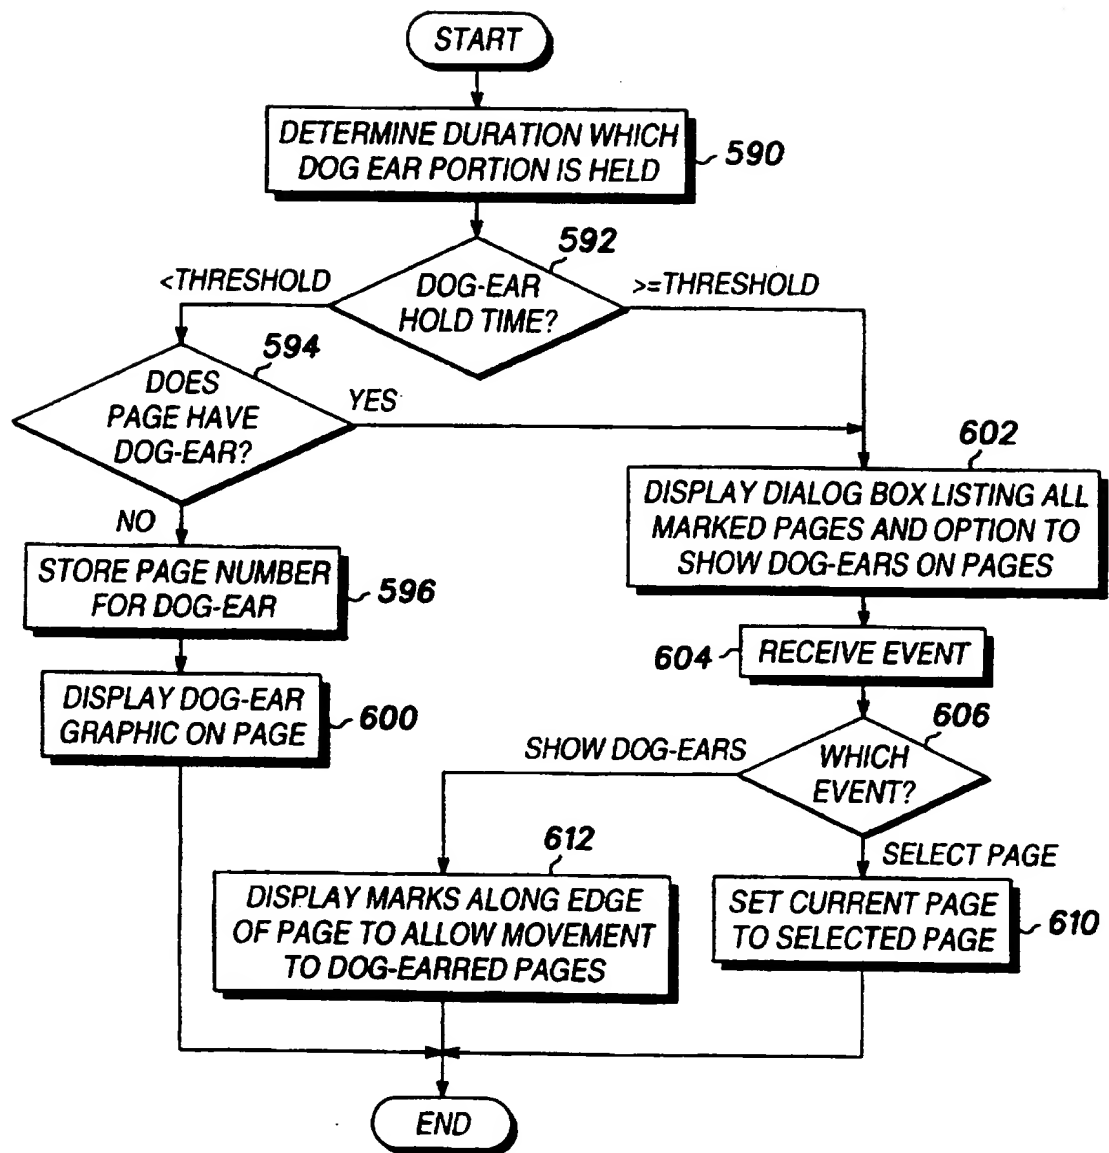 START
DETERMINE DURATION WHICH
DOG EAR PORTION IS HELD
590
592
<THRESHOLD
DOG-EAR
HOLD TIME?
>=THRESHOLD
594
DOES
PAGE HAVE
DOG-EAR?
YES
NO
602
DISPLAY DIALOG BOX LISTING ALL
MARKED PAGES AND OPTION TO
SHOW DOG-EARS ON PAGES
STORE PAGE NUMBER
FOR DOG-EAR
596
604
RECEIVE EVENT
DISPLAY DOG-EAR
GRAPHIC ON PAGE
600
606
SHOW DOG-EARS
WHICH
EVENT?
612
SELECT PAGE
DISPLAY MARKS ALONG EDGE
OF PAGE TO ALLOW MOVEMENT
TO DOG-EARRED PAGES
SET CURRENT PAGE
TO SELECTED PAGE
610
END